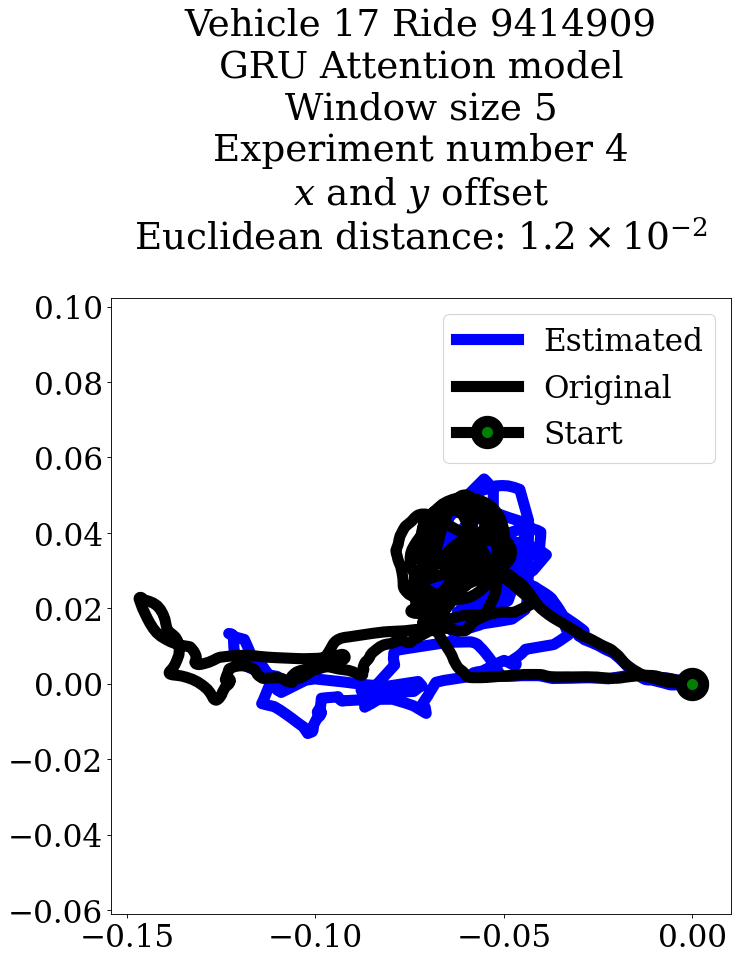 Vehicle 17 Ride 9414909
GRU Attention model
Window size 5
Experiment number 4
x and y offset
Euclidean distance: 1.2 × 10⁻²
Estimated
Original
Start
0.10
0.08
0.06
0.04
0.02
0.00
−0.02
−0.04
−0.06
−0.15
−0.10
−0.05
0.00